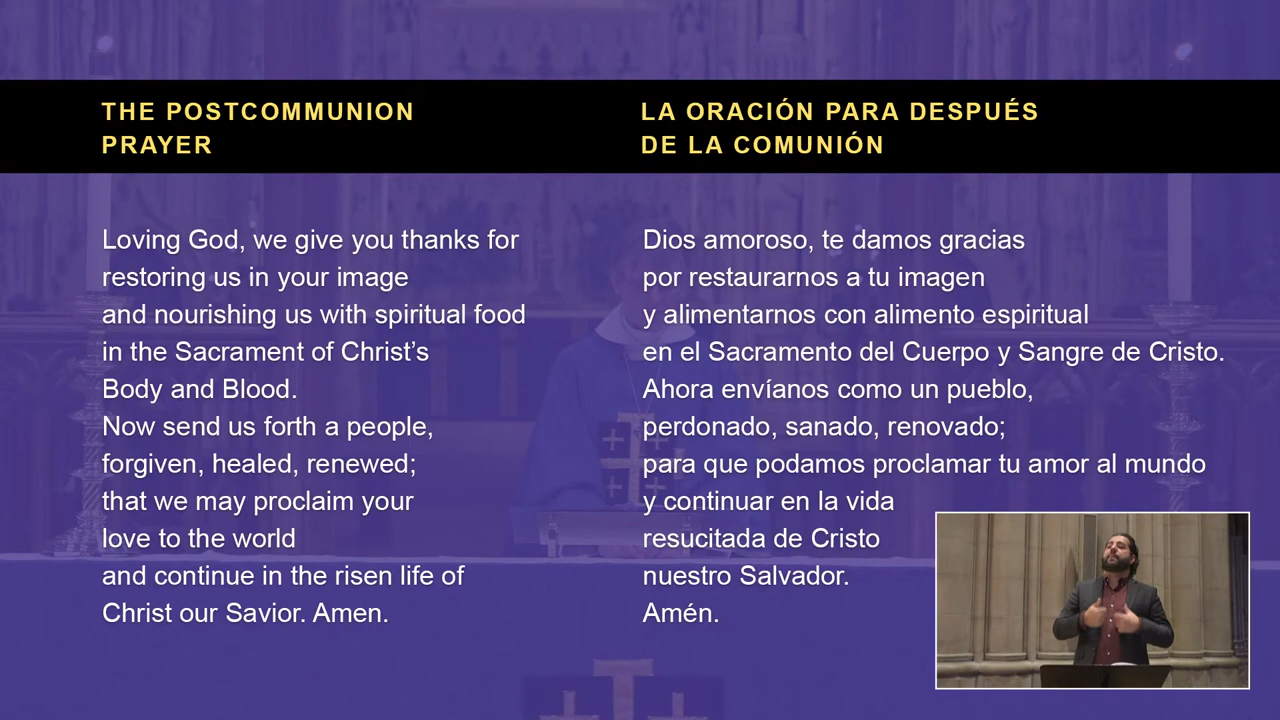 THE POSTCOMMUNION
PRAYER
Loving God, we give you thanks for
restoring us in your image
and nourishing us with spiritual food
in the Sacrament of Christ’s
Body and Blood.
Now send us forth a people,
forgiven, healed, renewed;
that we may proclaim your
love to the world
and continue in the risen life of
Christ our Savior. Amen.
LA ORACIÓN PARA DESPUÉS
DE LA COMUNIÓN
Dios amoroso, te damos gracias
por restaurarnos a tu imagen
y alimentarnos con alimento espiritual
en el Sacramento del Cuerpo y Sangre de Cristo.
Ahora envíanos como un pueblo,
perdonado, sanado, renovado;
para que podamos proclamar tu amor al mundo
y continuar en la vida
resucitada de Cristo
nuestro Salvador.
Amén.